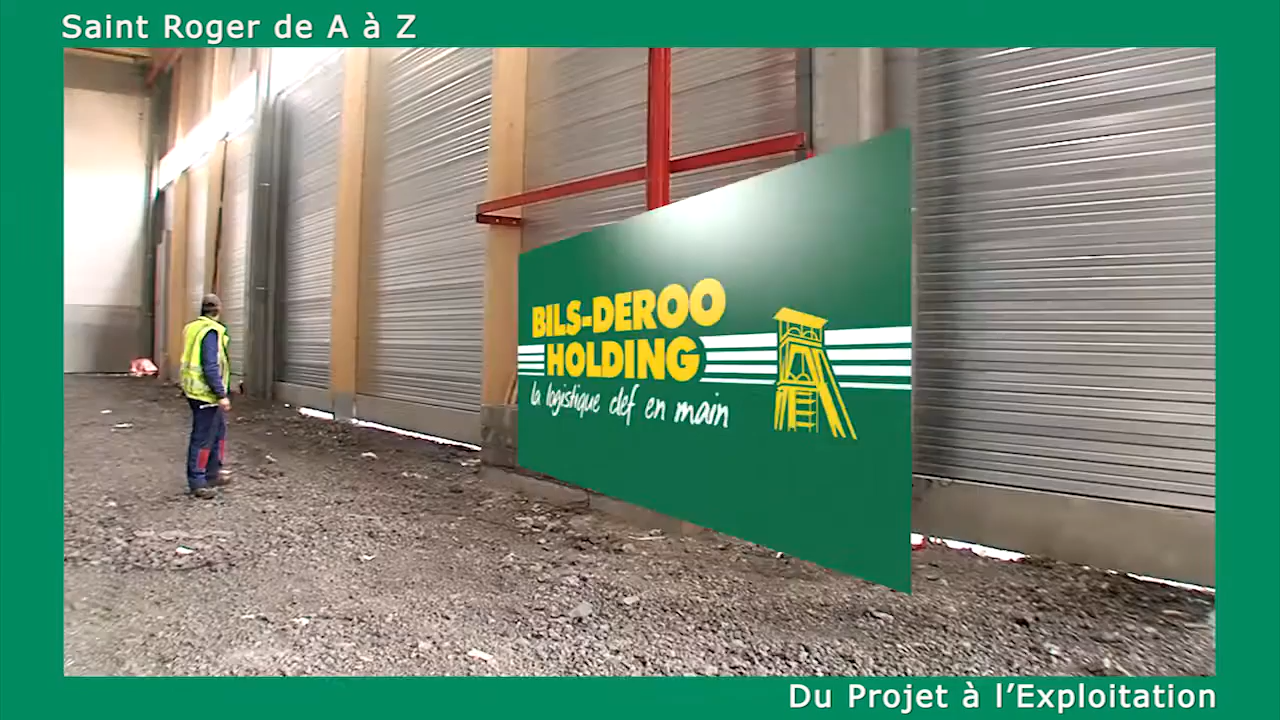 Saint Roger de A à Z
BILS-DEROO
HOLDING
la logistique clef en main
Du Projet à l’Exploitation